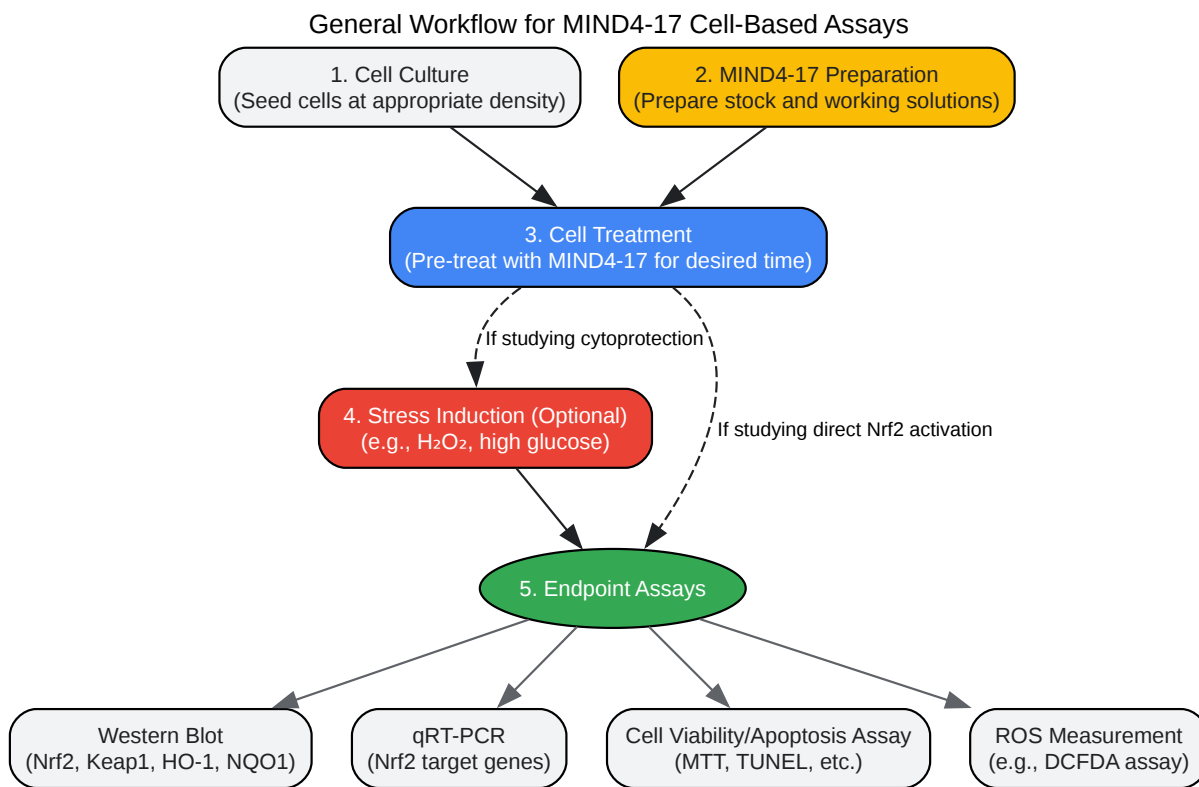 General Workflow for MIND4-17 Cell-Based Assays
1. Cell Culture
(Seed cells at appropriate density)
2. MIND4-17 Preparation
(Prepare stock and working solutions)
3. Cell Treatment
(Pre-treat with MIND4-17 for desired time)
If studying cytoprotection
4. Stress Induction (Optional)
(e.g., H₂O₂, high glucose)
If studying direct Nrf2 activation
5. Endpoint Assays
Western Blot
(Nrf2, Keap1, HO-1, NQO1)
qRT-PCR
(Nrf2 target genes)
Cell Viability/Apoptosis Assay
(MTT, TUNEL, etc.)
ROS Measurement
(e.g., DCFDA assay)